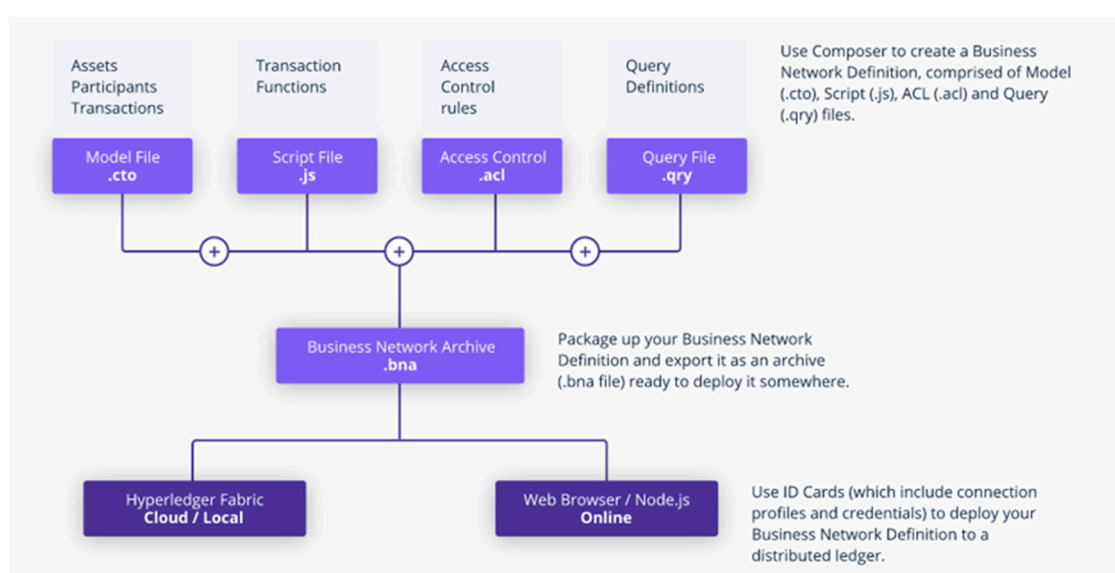 Assets
Participants
Transactions
Transaction
Functions
Access
Control
rules
Query
Definitions
Use Composer to create a Business
Network Definition, comprised of Model
(.cto), Script (.js), ACL (.acl) and Query
(.qry) files.
Model File
.cto
Script File
.js
Access Control
.acl
Query File
.qry
+
+
+
Business Network Archive
.bna
Package up your Business Network
Definition and export it as an archive
(.bna file) ready to deploy it somewhere.
Hyperledger Fabric
Cloud / Local
Web Browser / Node.js
Online
Use ID Cards (which include connection
profiles and credentials) to deploy your
Business Network Definition to a
distributed ledger.